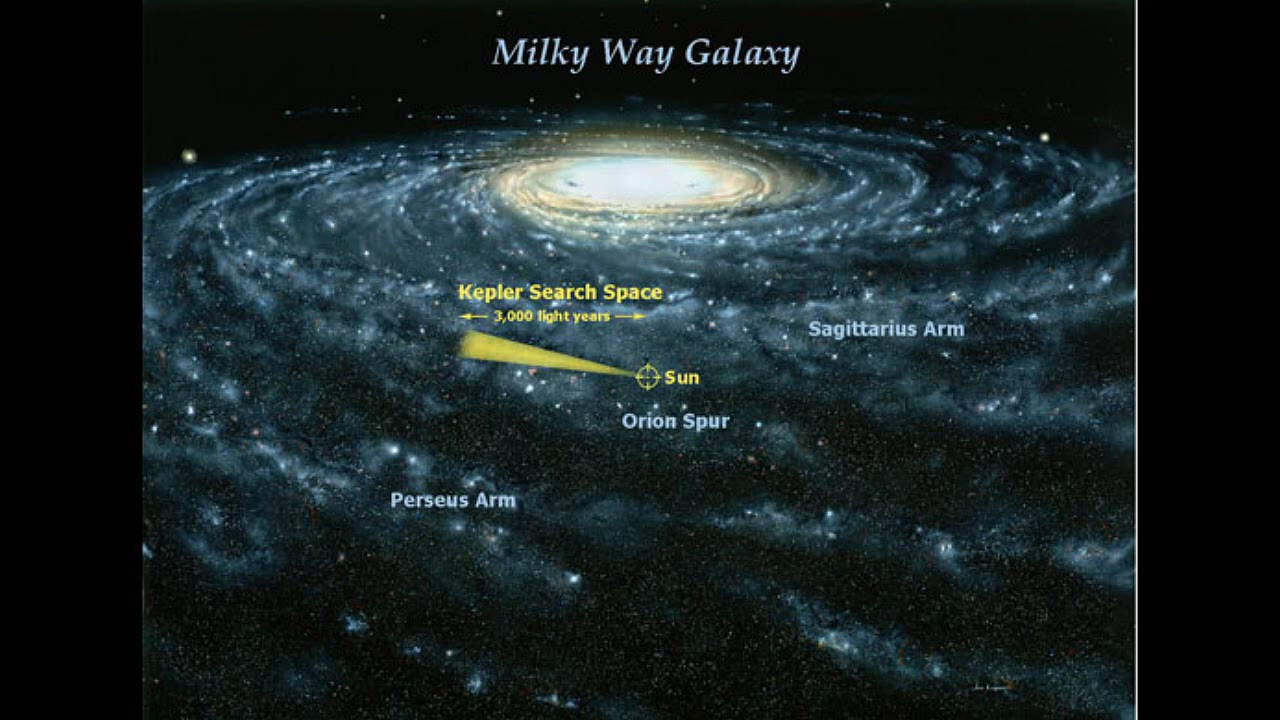 Milky Way Galaxy
Kepler Search Space
3,000 light years
Sagittarius Arm
Sun
Orion Spur
Perseus Arm